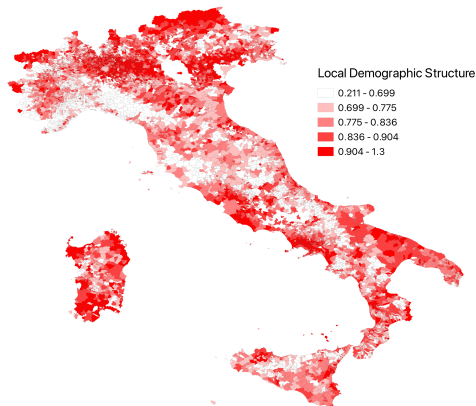 Local Demographic Structure
0.211 - 0.699
0.699 - 0.775
0.775 - 0.836
0.836 - 0.904
0.904 - 1.3